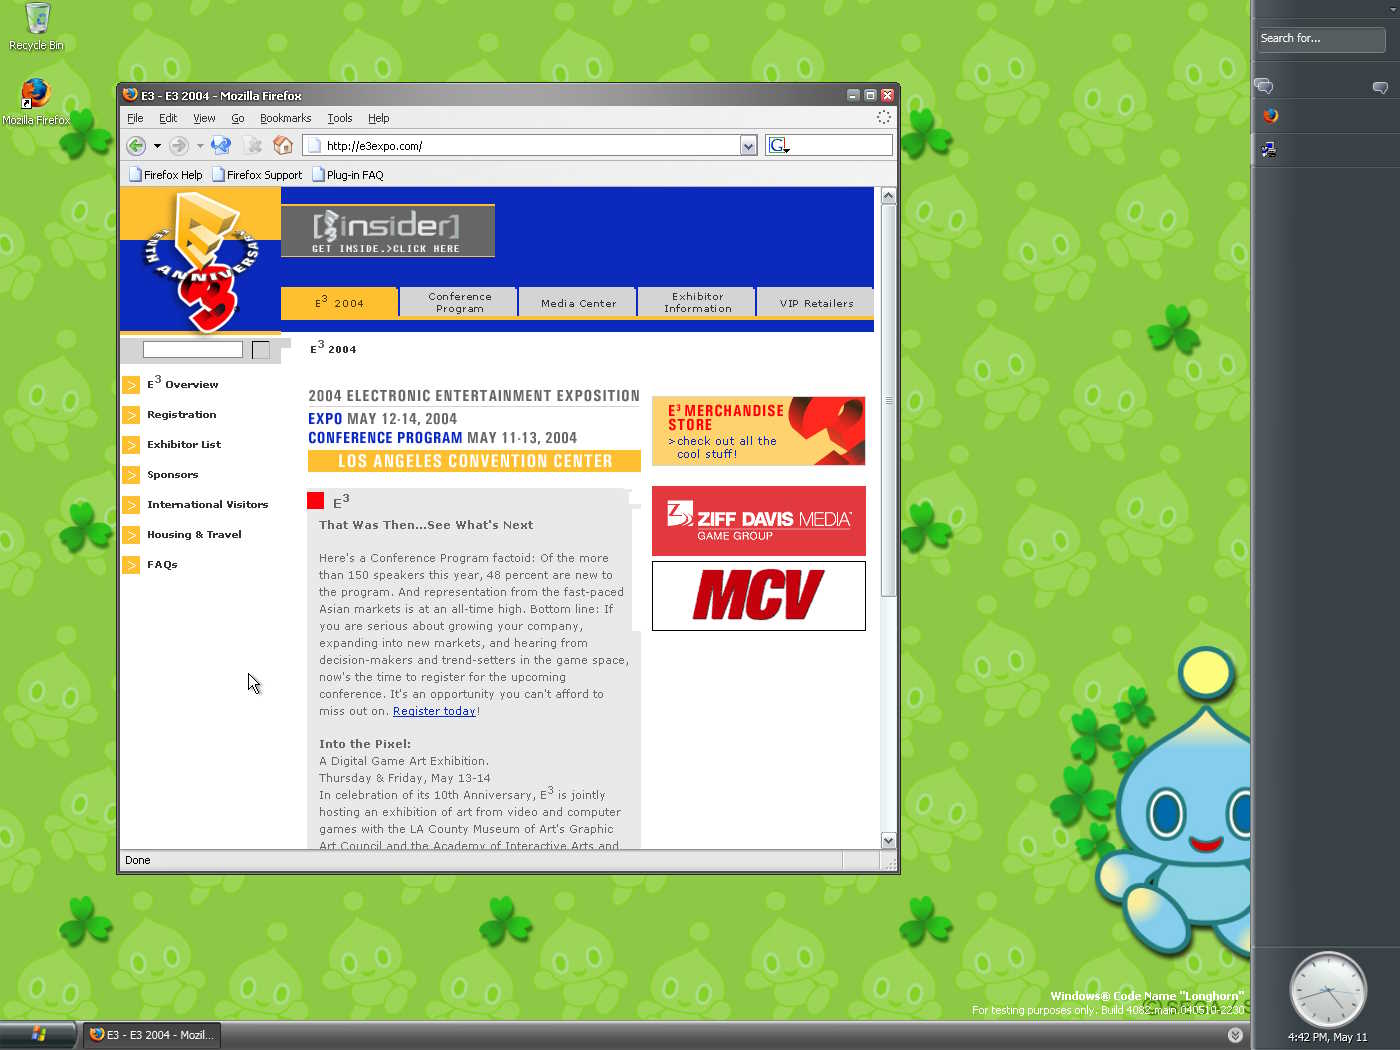 Recycle Bin
Mozilla Firefox
E3 - E3 2004 - Mozilla Firefox
File Edit View Go Bookmarks Tools Help
http://e3expo.com/
G
Firefox Help Firefox Support Plug-in FAQ
E3
TENTH ANNIVERSARY
[insider]
GET INSIDE.>CLICK HERE
E3 2004
Conference
Program
Media Center
Exhibitor
Information
VIP Retailers
E3 2004
> E3 Overview
> Registration
> Exhibitor List
> Sponsors
> International Visitors
> Housing & Travel
> FAQs
2004 ELECTRONIC ENTERTAINMENT EXPOSITION
EXPO MAY 12-14, 2004
CONFERENCE PROGRAM MAY 11-13, 2004
LOS ANGELES CONVENTION CENTER
E3
That Was Then...See What's Next
Here's a Conference Program factoid: Of the more
than 150 speakers this year, 48 percent are new to
the program. And representation from the fast-paced
Asian markets is at an all-time high. Bottom line: If
you are serious about growing your company,
expanding into new markets, and hearing from
decision-makers and trend-setters in the game space,
now's the time to register for the upcoming
conference. It's an opportunity you can't afford to
miss out on. Register today!
Into the Pixel:
A Digital Game Art Exhibition.
Thursday & Friday, May 13-14
In celebration of its 10th Anniversary, E3 is jointly
hosting an exhibition of art from video and computer
games with the LA County Museum of Art's Graphic
Art Council and the Academy of Interactive Arts and
E3 MERCHANDISE
STORE
>check out all the
cool stuff!
ZIFF DAVIS MEDIA™
GAME GROUP
MCV
Done
Search for...
Windows® Code Name "Longhorn"
For testing purposes only. Build 4082.main.040510-2230
© SEGA
E3 - E3 2004 - Mozil...
4:42 PM, May 11